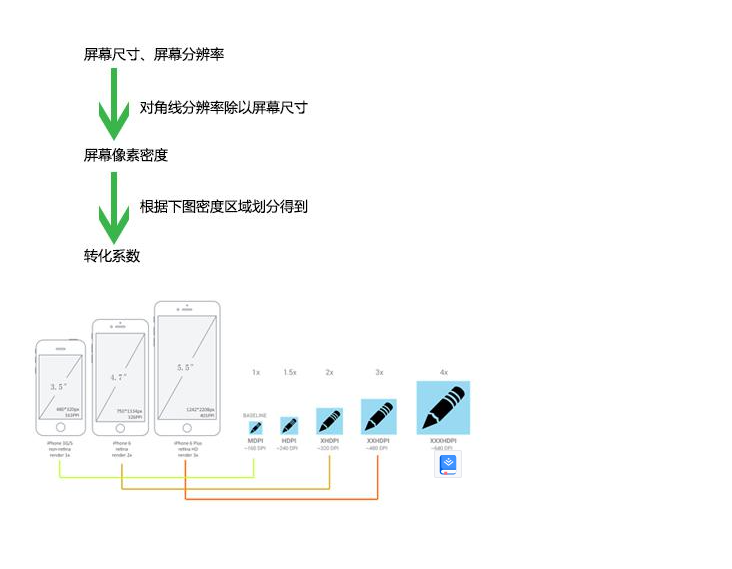 屏幕尺寸、屏幕分辨率
对角线分辨率除以屏幕尺寸
屏幕像素密度
根据下图密度区域划分得到
转化系数
3.5"
480*320px
163PPI
4.7"
750*1134px
326PPI
5.5"
1242*2208px
401PPI
iPhone 3G/S
non-retina
render 1x
iPhone 6
retina
render 2x
iPhone 6 Plus
retina HD
render 3x
1x
1.5x
2x
3x
4x
BASELINE
MDPI
~160 DPI
HDPI
~240 DPI
XHDPI
~320 DPI
XXHDPI
~480 DPI
XXXHDPI
~640 DPI